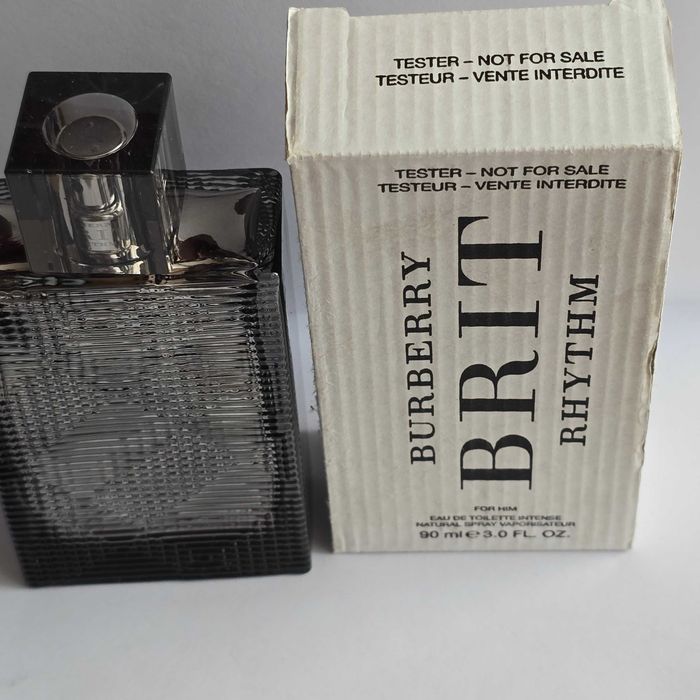 TESTER – NOT FOR SALE
TESTEUR – VENTE INTERDITE
TESTER – NOT FOR SALE
TESTEUR – VENTE INTERDITE
BURBERRY
BRIT
RHYTHM
FOR HIM
EAU DE TOILETTE INTENSE
NATURAL SPRAY VAPORISATEUR
90 ml ℮ 3.0 FL. OZ.